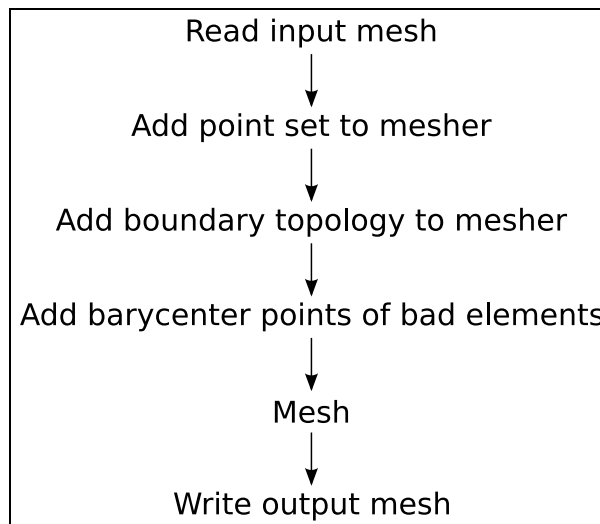 Read input mesh
Add point set to mesher
Add boundary topology to mesher
Add barycenter points of bad elements
Mesh
Write output mesh